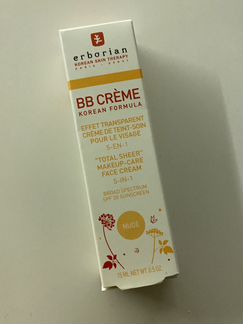 erborian
KOREAN SKIN THERAPY
PARIS - SEOUL
BB CRÈME
KOREAN FORMULA
EFFET TRANSPARENT
CRÈME DE TEINT-SOIN
POUR LE VISAGE
5-EN-1
"TOTAL SHEER"
MAKEUP-CARE
FACE CREAM
5-IN-1
BROAD SPECTRUM
SPF 20 SUNSCREEN
NUDE
15 ML NET WT. 0.5 OZ.